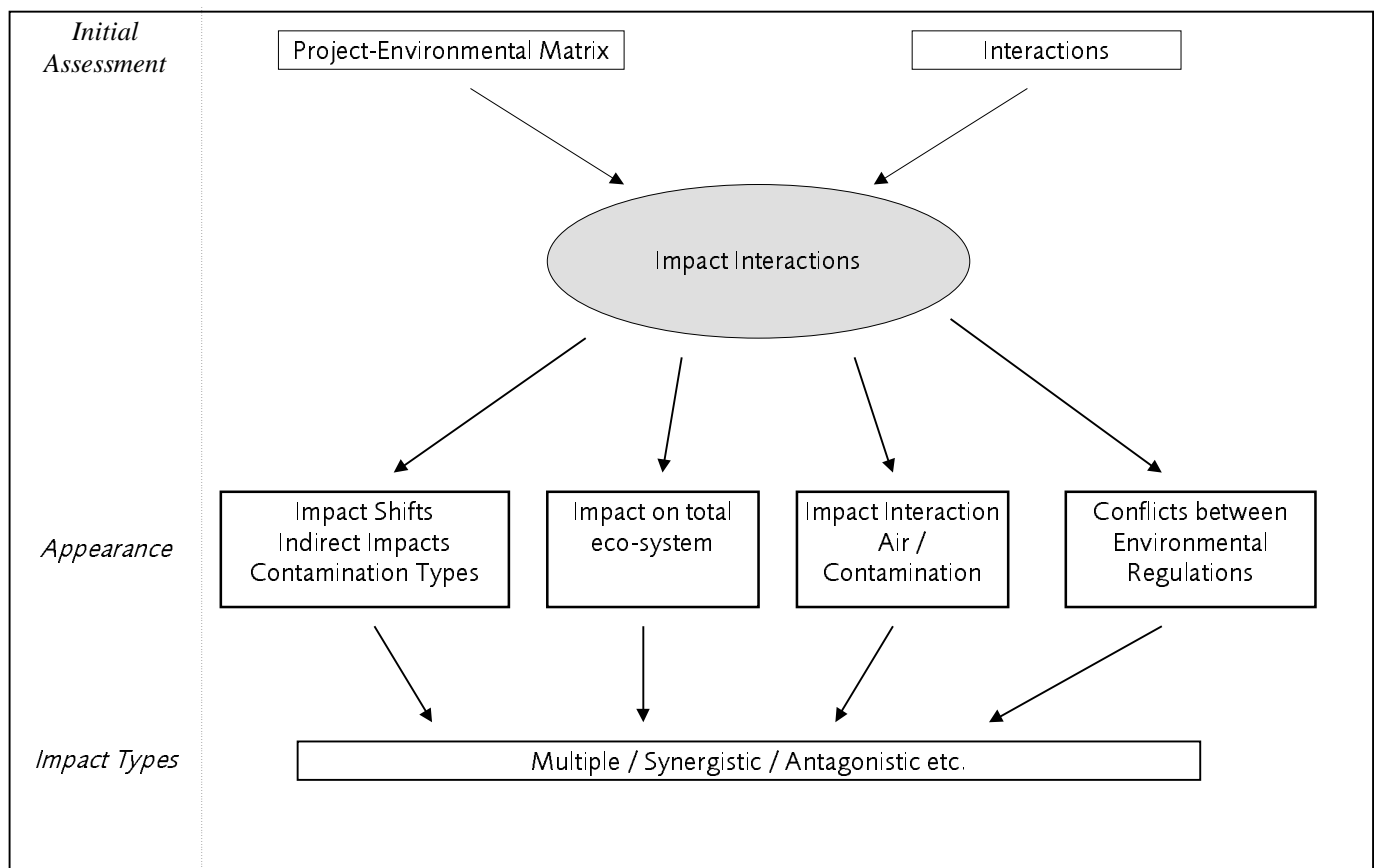 Initial
Assessment
Project-Environmental Matrix
Interactions
Impact Interactions
Appearance
Impact Shifts
Indirect Impacts
Contamination Types
Impact on total
eco-system
Impact Interaction
Air /
Contamination
Conflicts between
Environmental
Regulations
Impact Types
Multiple / Synergistic / Antagonistic etc.